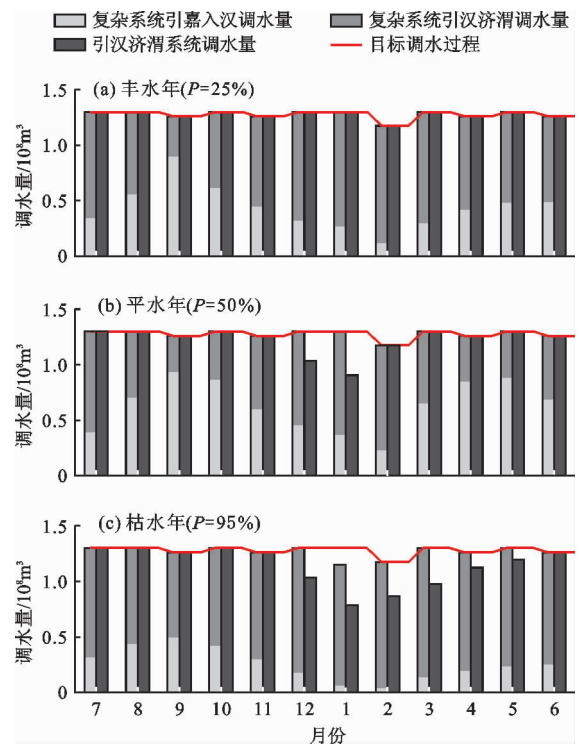 复杂系统引嘉入汉调水量 复杂系统引汉济渭调水量
引汉济渭系统调水量 目标调水过程
(a) 丰水年(P=25%)
调水量/10⁸m³
1.5
1.0
0.5
0
(b) 平水年(P=50%)
调水量/10⁸m³
1.5
1.0
0.5
0
(c) 枯水年(P=95%)
调水量/10⁸m³
1.5
1.0
0.5
0
7 8 9 10 11 12 1 2 3 4 5 6
月份